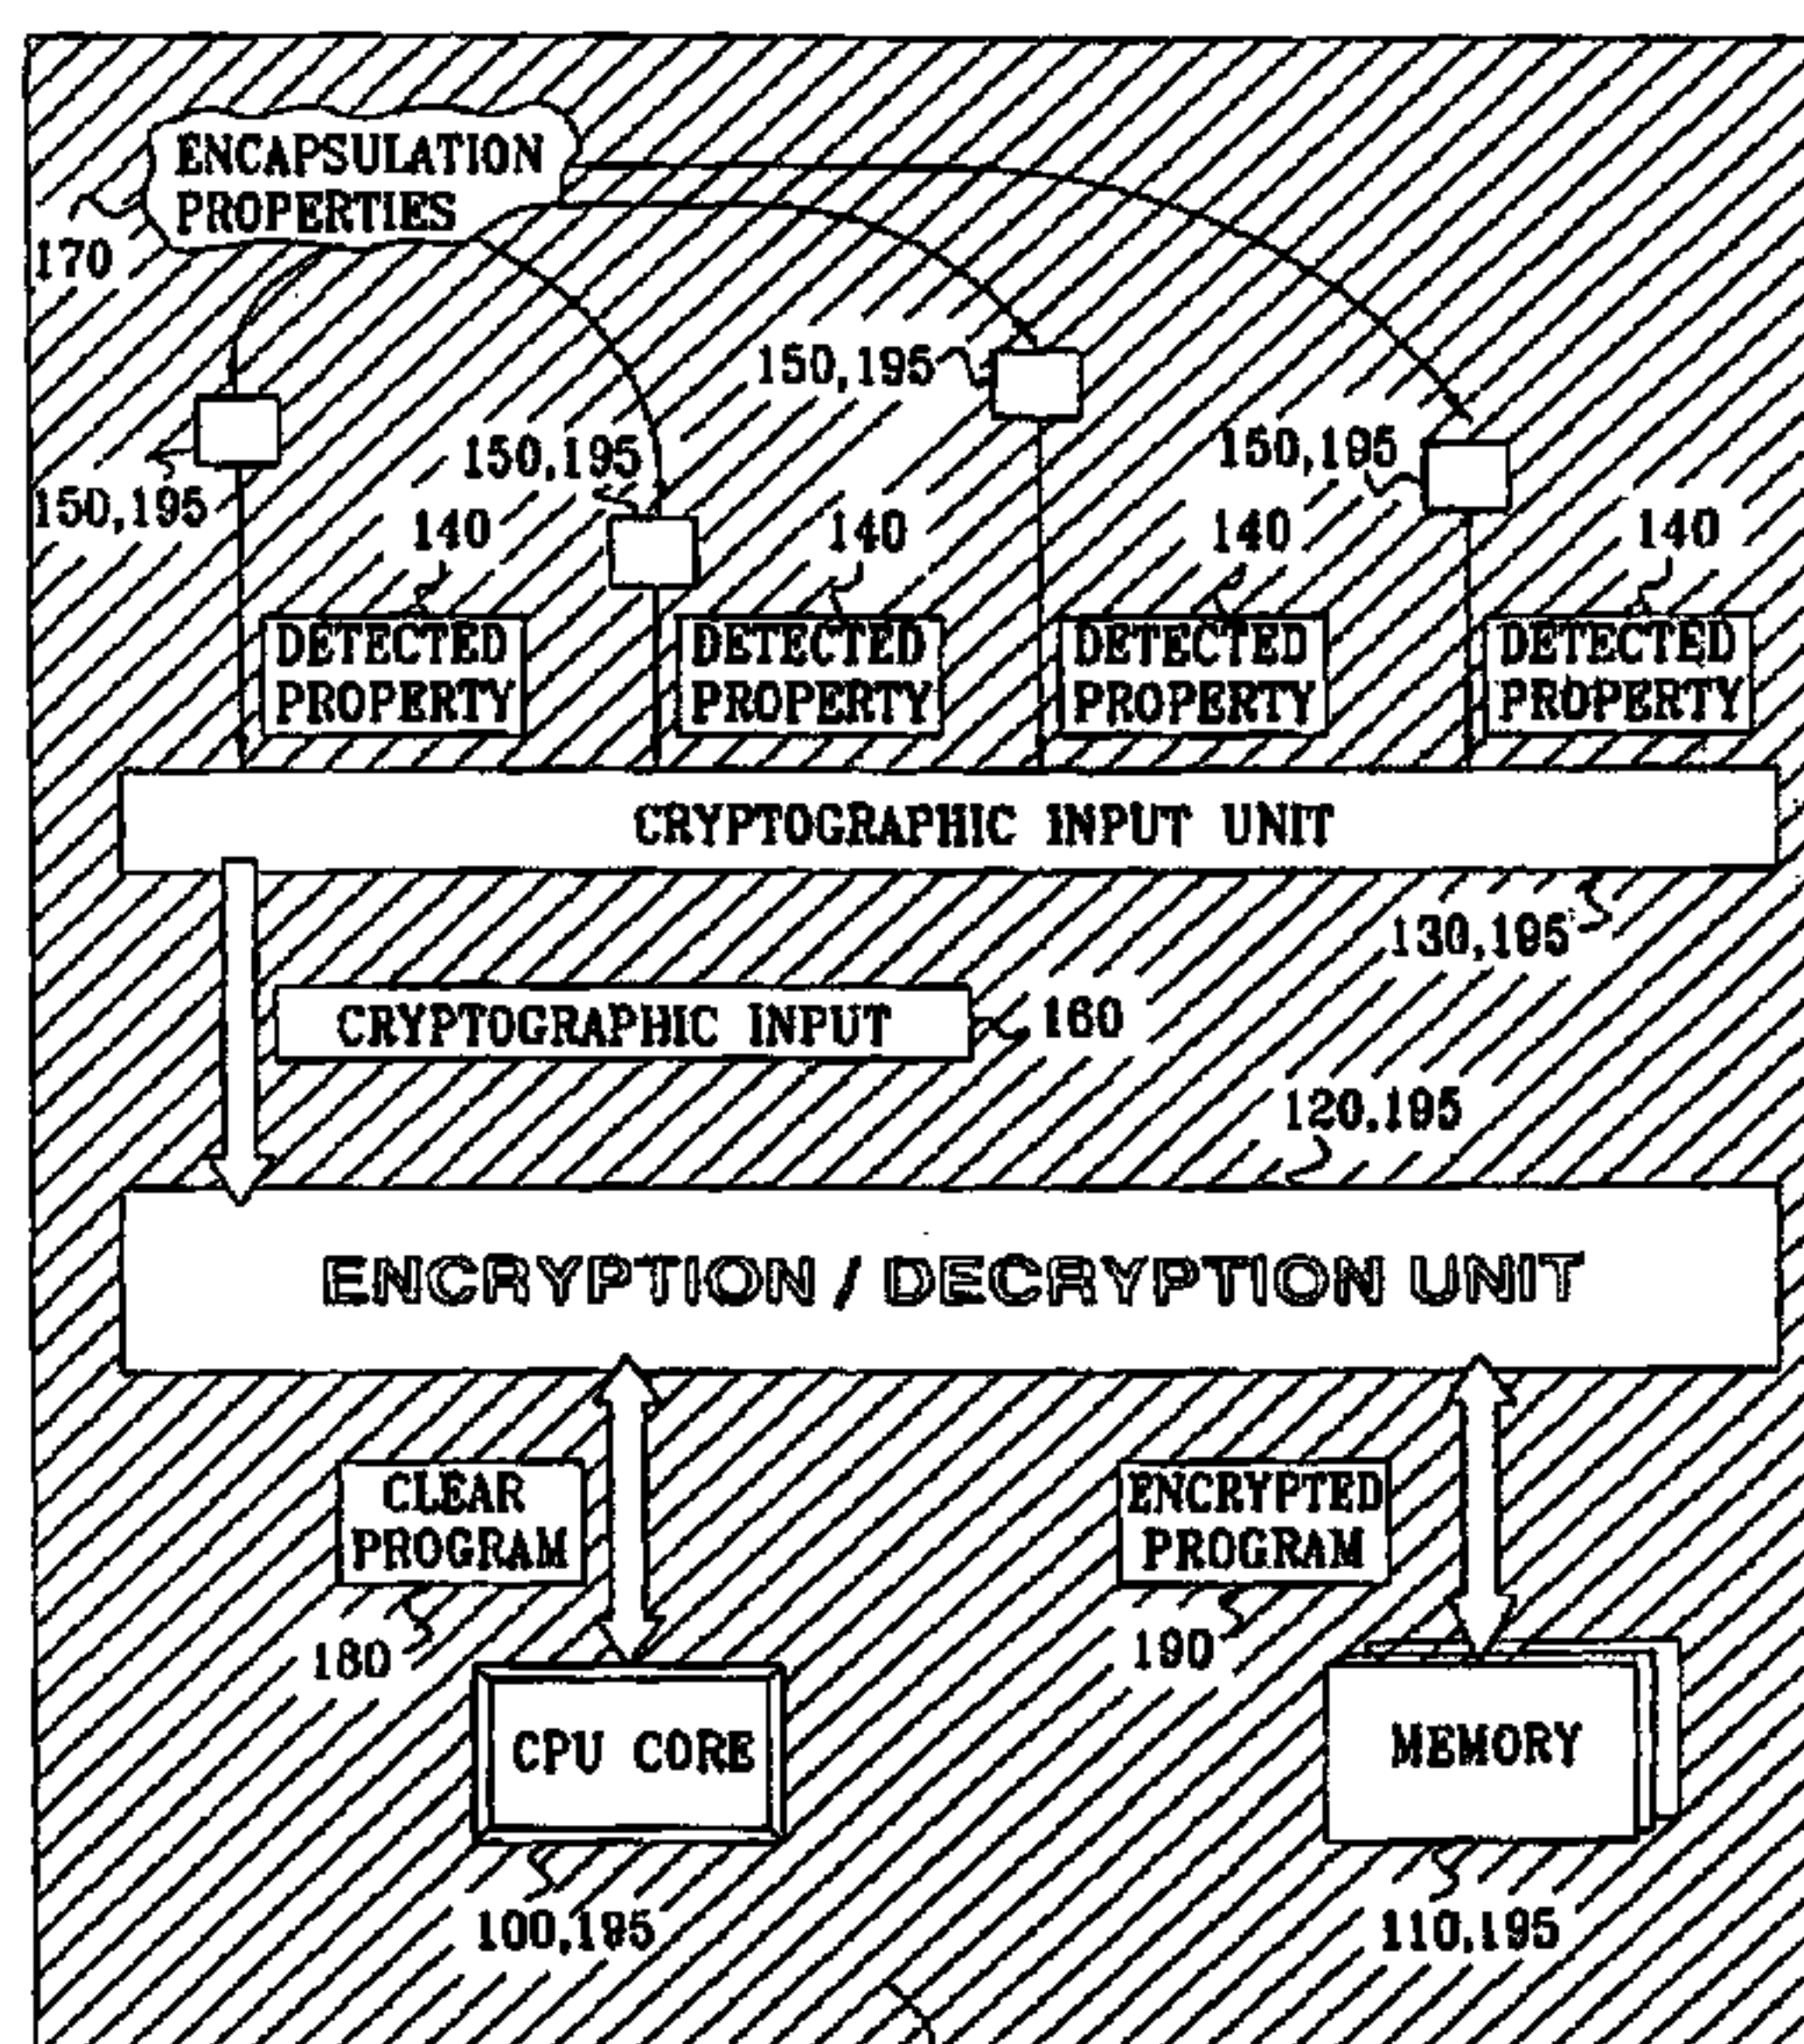 ENCAPSULATION
PROPERTIES
170
150,195
150,195
150,195
150,195
140
140
140
140
DETECTED
PROPERTY
DETECTED
PROPERTY
DETECTED
PROPERTY
DETECTED
PROPERTY
CRYPTOGRAPHIC INPUT UNIT
130,195
CRYPTOGRAPHIC INPUT
160
120,195
ENCRYPTION / DECRYPTION UNIT
CLEAR
PROGRAM
ENCRYPTED
PROGRAM
180
190
CPU CORE
MEMORY
100,195
110,195